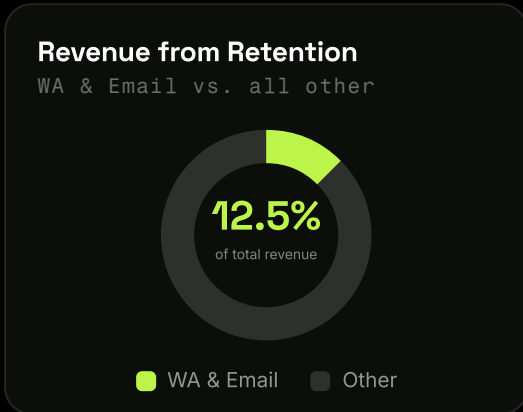 Revenue from Retention
WA & Email vs. all other
12.5%
of total revenue
WA & Email
Other